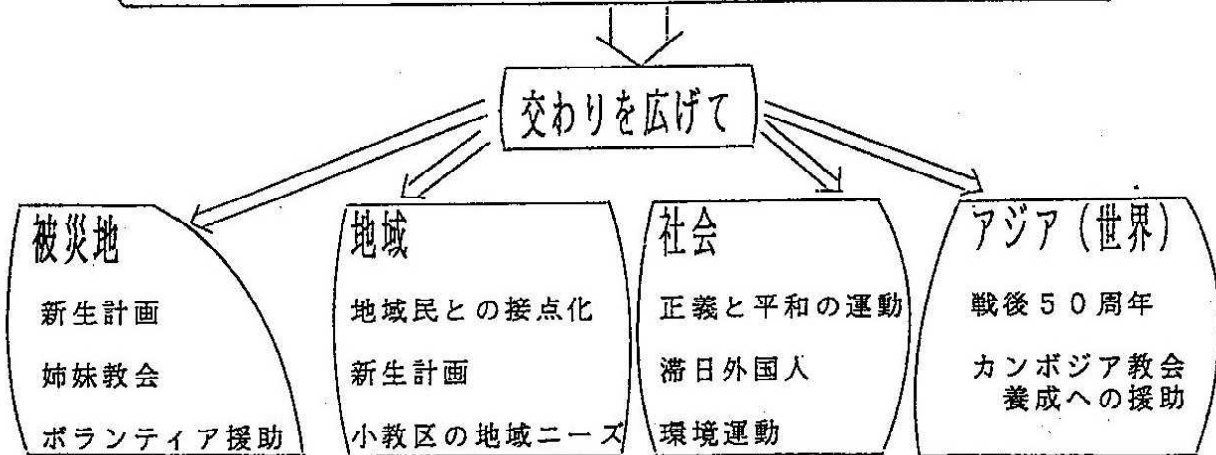 交わりを広げて
被災地
新生計画
姉妹教会
ボランティア援助
地域
地域民との接点化
新生計画
小教区の地域ニーズ
社会
正義と平和の運動
滞日外国人
環境運動
アジア（世界）
戦後５０周年
カンボジア教会
養成への援助